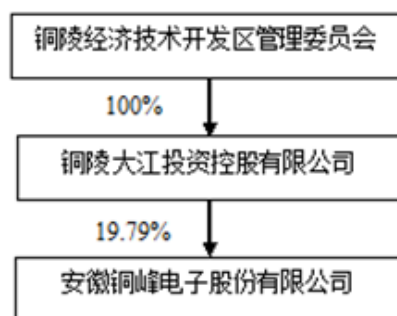 铜陵经济技术开发区管理委员会
100%
铜陵大江投资控股有限公司
19.79%
安徽铜峰电子股份有限公司